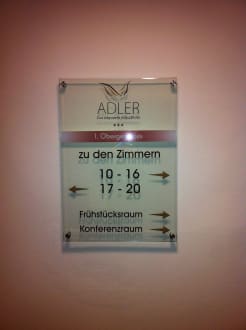 ADLER
1. Obergeschoss
zu den Zimmern
10 - 16
17 - 20
Frühstücksraum
Konferenzraum